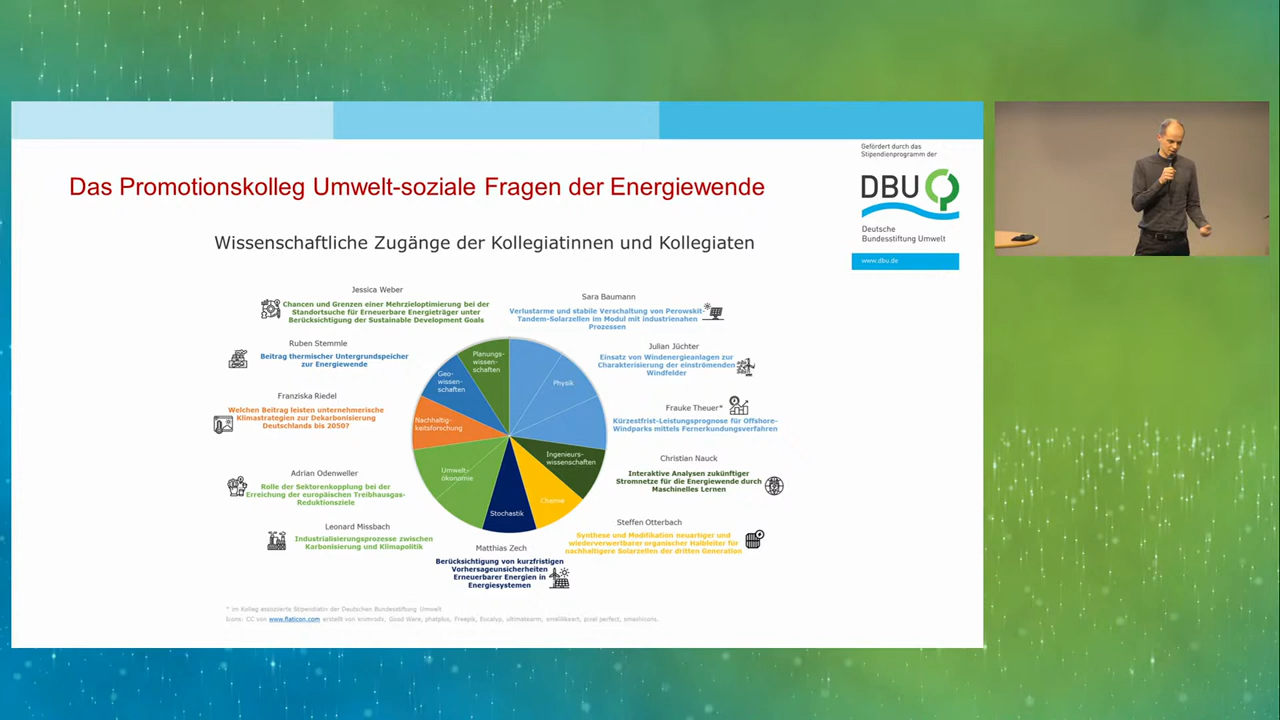 Gefördert durch das
Stipendienprogramm der
DBU
Deutsche
Bundesstiftung Umwelt
www.dbu.de
Das Promotionskolleg Umwelt-soziale Fragen der Energiewende
Wissenschaftliche Zugänge der Kollegiatinnen und Kollegiaten
Jessica Weber
Chancen und Grenzen einer Mehrzieloptimierung bei der
Standortsuche für Erneuerbare Energieträger unter
Berücksichtigung der Sustainable Development Goals
Ruben Stemmle
Beitrag thermischer Untergrundspeicher
zur Energiewende
Franziska Riedel
Welchen Beitrag leisten unternehmerische
Klimastrategien zur Dekarbonisierung
Deutschlands bis 2050?
Adrian Odenweller
Rolle der Sektorenkopplung bei der
Erreichung der europäischen Treibhausgas-
Reduktionsziele
Leonard Missbach
Industrialisierungsprozesse zwischen
Karbonisierung und Klimapolitik
Matthias Zech
Berücksichtigung von kurzfristigen
Vorhersageunsicherheiten
Erneuerbarer Energien in
Energiesystemen
Sara Baumann
Verlustarme und stabile Verschaltung von Perowskit-
Tandem-Solarzellen im Modul mit industrienahen
Prozessen
Julian Jüchter
Einsatz von Windenergieanlagen zur
Charakterisierung der einströmenden
Windfelder
Frauke Theuer*
Kürzestfrist-Leistungsprognose für Offshore-
Windparks mittels Fernerkundungsverfahren
Christian Nauck
Interaktive Analysen zukünftiger
Stromnetze für die Energiewende durch
Maschinelles Lernen
Steffen Otterbach
Synthese und Modifikation neuartiger und
wiederverwertbarer organischer Halbleiter für
nachhaltigere Solarzellen der dritten Generation
Planungs-
wissen-
schaften
Physik
Geo-
wissen-
schaften
Nachhaltig-
keitsforschung
Ingenieurs-
wissenschaften
Umwelt-
ökonomie
Chemie
Stochastik
* im Kolleg assoziierte Stipendiatin der Deutschen Bundesstiftung Umwelt
Icons: CC von www.flaticon.com erstellt von Good Ware, phatplus, Freepik, Eucalyp, ultimatearm, smalllikeart, pixel perfect, smashicons.